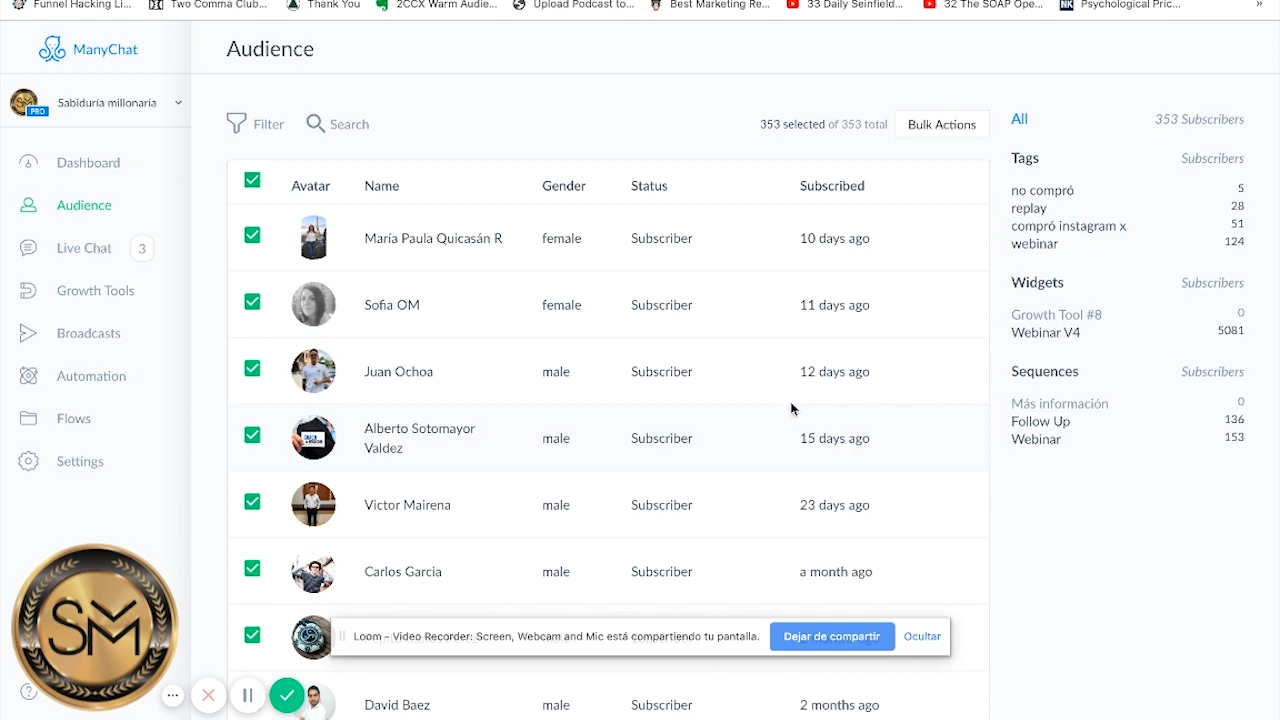 Funnel Hacking Li...
Two Comma Club...
Thank You
2CCX Warm Audie...
Upload Podcast to...
Best Marketing Re...
33 Daily Seinfield...
32 The SOAP Ope...
NK
Psychological Pric...
»
ManyChat
Audience
Sabiduría millonaria
PRO
Dashboard
Audience
Live Chat 3
Growth Tools
Broadcasts
Automation
Flows
Settings
SM
Filter
Search
353 selected of 353 total
Bulk Actions
Avatar Name Gender Status Subscribed
María Paula Quicasán R female Subscriber 10 days ago
Sofia OM female Subscriber 11 days ago
Juan Ochoa male Subscriber 12 days ago
Alberto Sotomayor
Valdez male Subscriber 15 days ago
Victor Mairena male Subscriber 23 days ago
Carlos Garcia male Subscriber a month ago
Loom – Video Recorder: Screen, Webcam and Mic está compartiendo tu pantalla.
Dejar de compartir
Ocultar
David Baez male Subscriber 2 months ago
All 353 Subscribers
Tags Subscribers
no compró 5
replay 28
compró instagram x 51
webinar 124
Widgets Subscribers
Growth Tool #8 0
Webinar V4 5081
Sequences Subscribers
Más información 0
Follow Up 136
Webinar 153